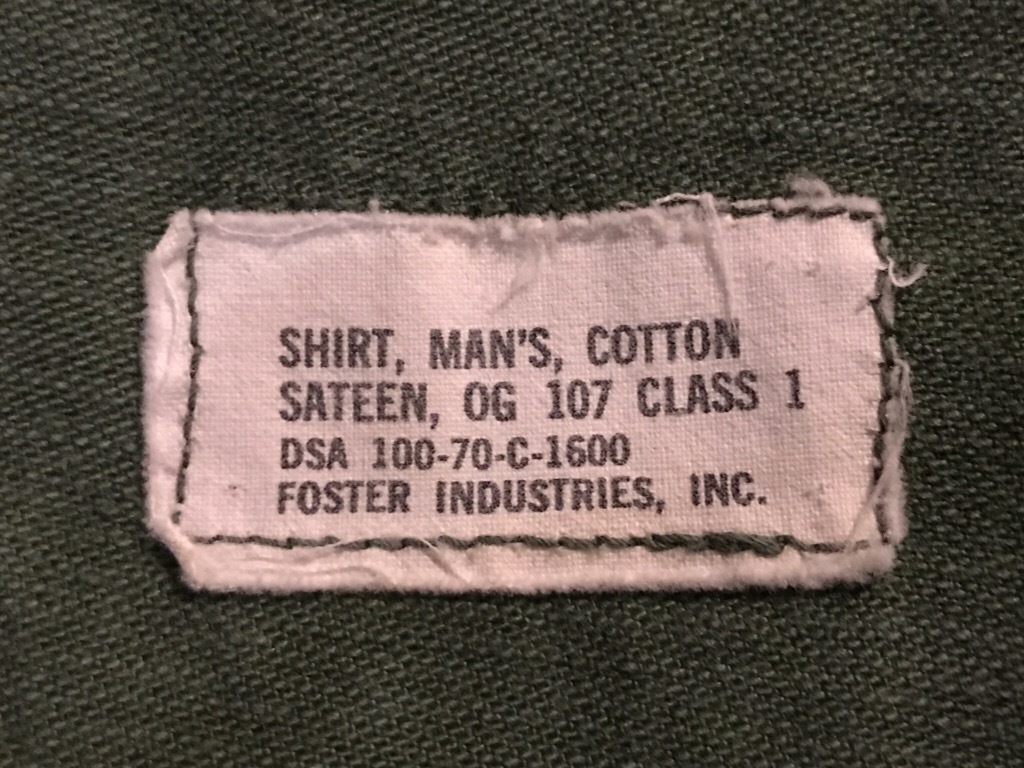 SHIRT, MAN'S, COTTON
SATEEN, OG 107 CLASS 1
DSA 100-70-C-1600
FOSTER INDUSTRIES, INC.